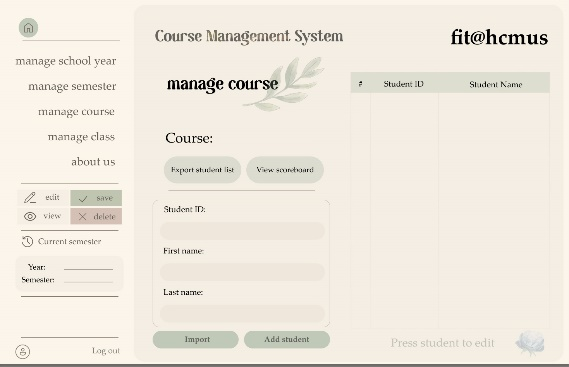 manage school year
manage semester
manage course
manage class
about us
edit
save
view
delete
Current semester
Year:
Semester:
Log out
Course Management System
fit@hcmus
manage course
Course:
Export student list
View scoreboard
Student ID:
First name:
Last name:
Import
Add student
# Student ID Student Name
Press student to edit